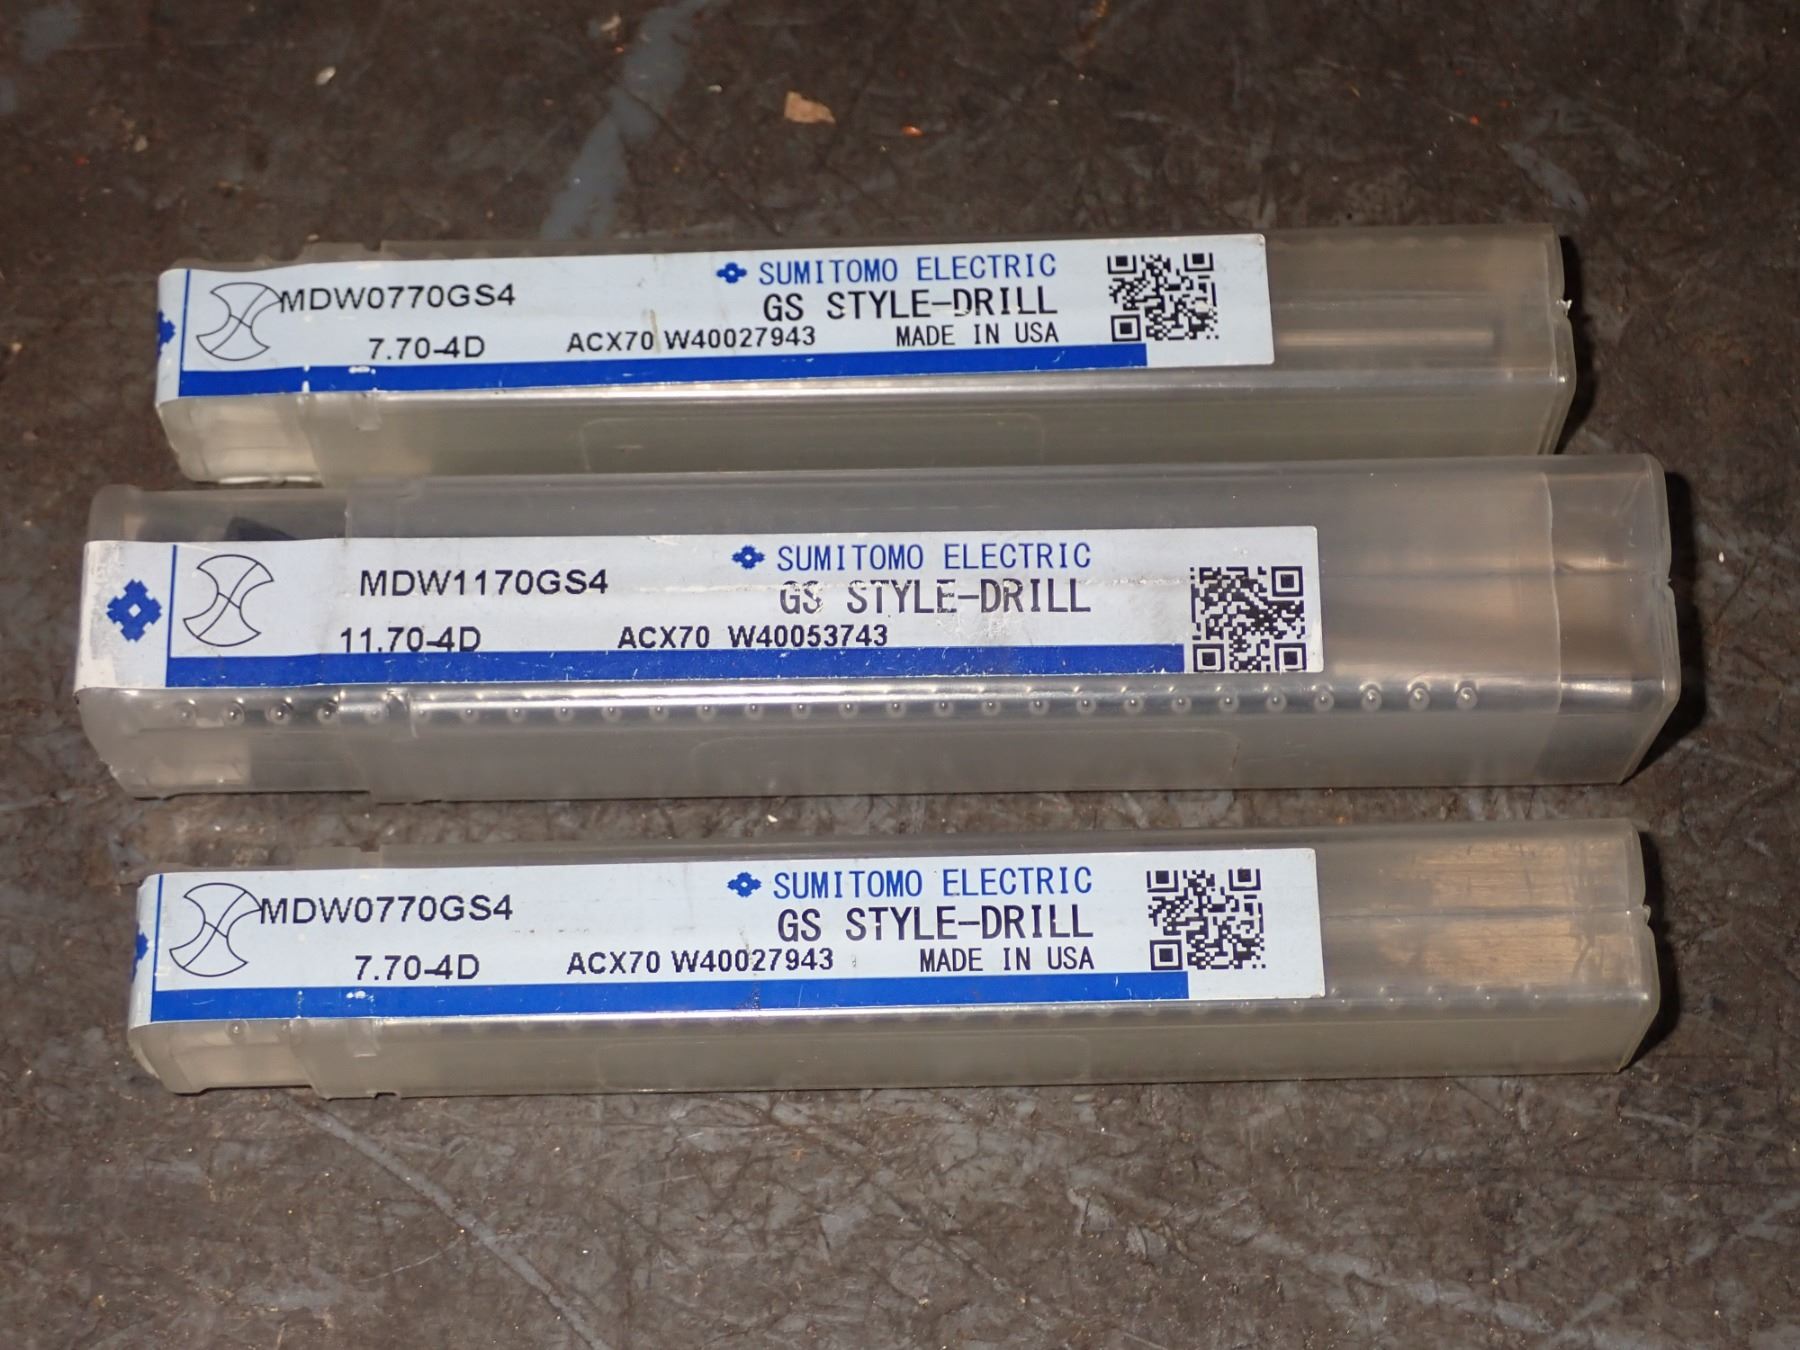 MDW0770GS4
7.70-4D
SUMITOMO ELECTRIC
GS STYLE-DRILL
ACX70 W40027943 MADE IN USA
MDW1170GS4
11.70-4D
SUMITOMO ELECTRIC
GS STYLE-DRILL
ACX70 W40053743
MDW0770GS4
7.70-4D
SUMITOMO ELECTRIC
GS STYLE-DRILL
ACX70 W40027943 MADE IN USA